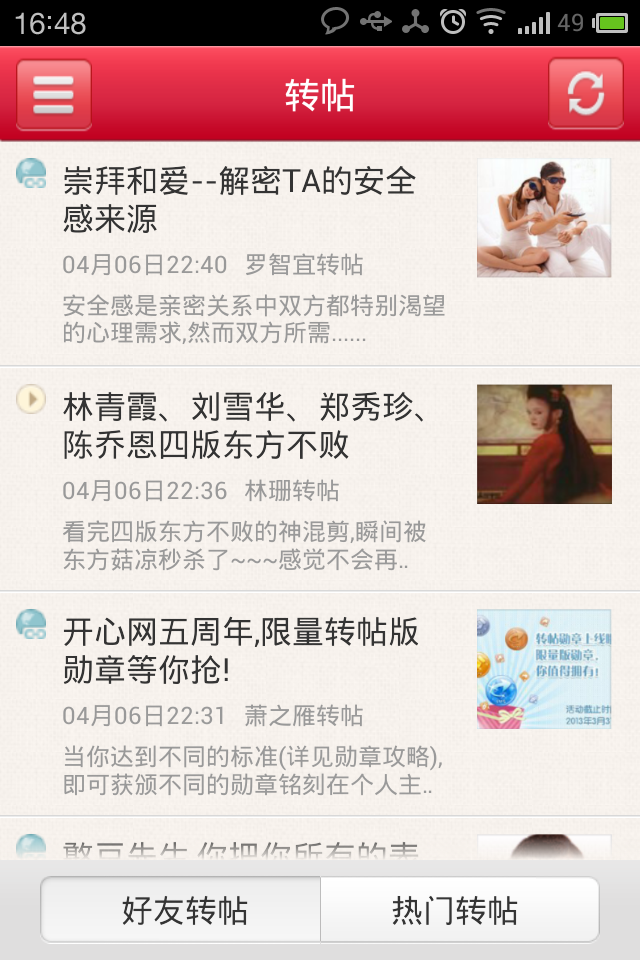 16:48
49
转帖
崇拜和爱--解密TA的安全
感来源
04月06日22:40 罗智宜转帖
安全感是亲密关系中双方都特别渴望
的心理需求,然而双方所需......
林青霞、刘雪华、郑秀珍、
陈乔恩四版东方不败
04月06日22:36 林珊转帖
看完四版东方不败的神混剪,瞬间被
东方菇凉秒杀了~~~感觉不会再..
开心网五周年,限量转帖版
勋章等你抢!
04月06日22:31 萧之雁转帖
当你达到不同的标准(详见勋章攻略),
即可获颁不同的勋章铭刻在个人主..
转帖勋章上线啦
限量版勋章,
你值得拥有!
活动截止时
2013年3月3
憨豆先生,你把你所有的青
好友转帖
热门转帖